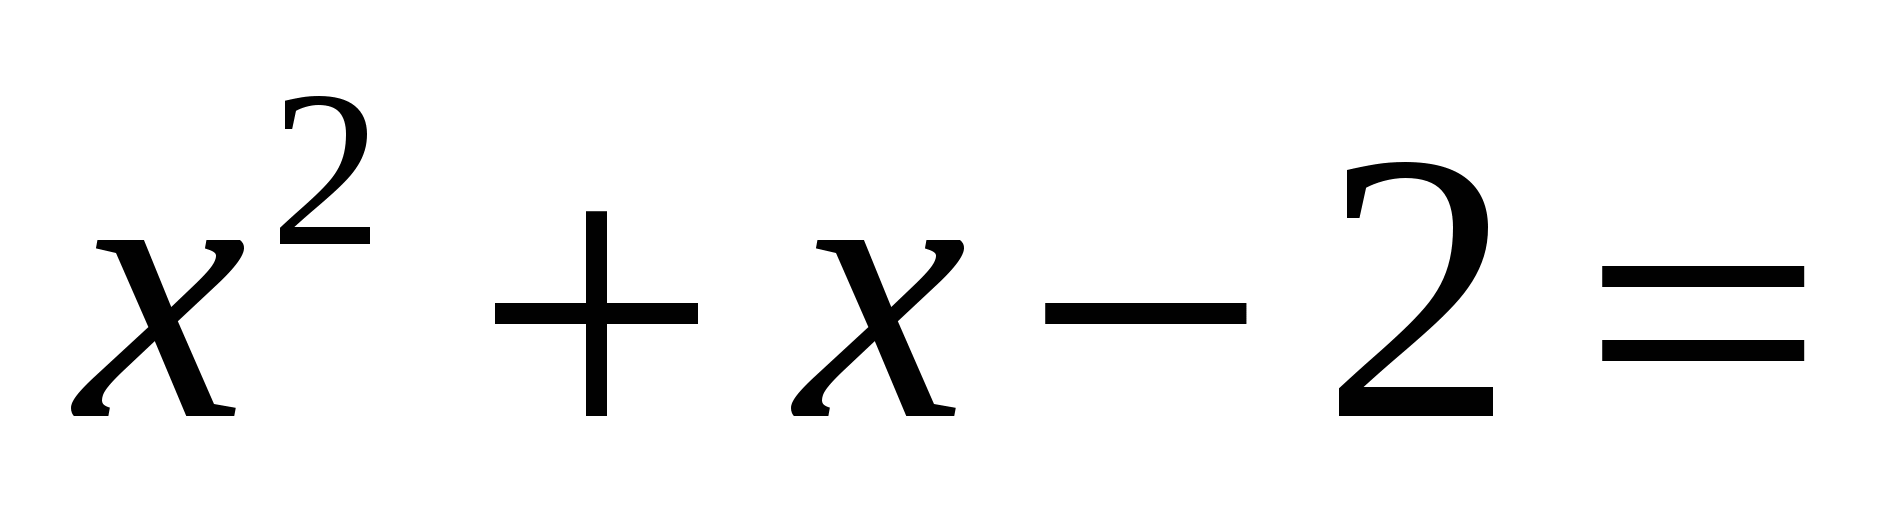 x² + x − 2 =